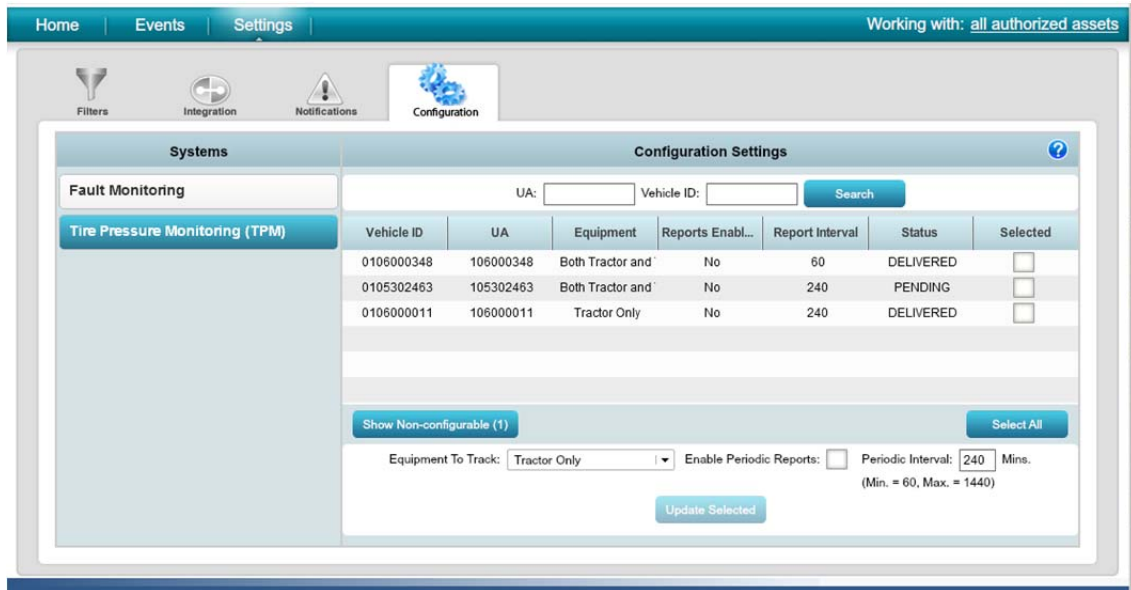 Home Events Settings Working with: all authorized assets
Filters Integration Notifications Configuration
Systems Configuration Settings ?
Fault Monitoring UA: Vehicle ID: Search
Tire Pressure Monitoring (TPM) Vehicle ID UA Equipment Reports Enabl... Report Interval Status Selected
0106000348 106000348 Both Tractor and No 60 DELIVERED
0105302463 105302463 Both Tractor and No 240 PENDING
0106000011 106000011 Tractor Only No 240 DELIVERED
Show Non-configurable (1) Select All
Equipment To Track: Tractor Only Enable Periodic Reports: Periodic Interval: 240 Mins.
(Min. = 60, Max. = 1440)
Update Selected